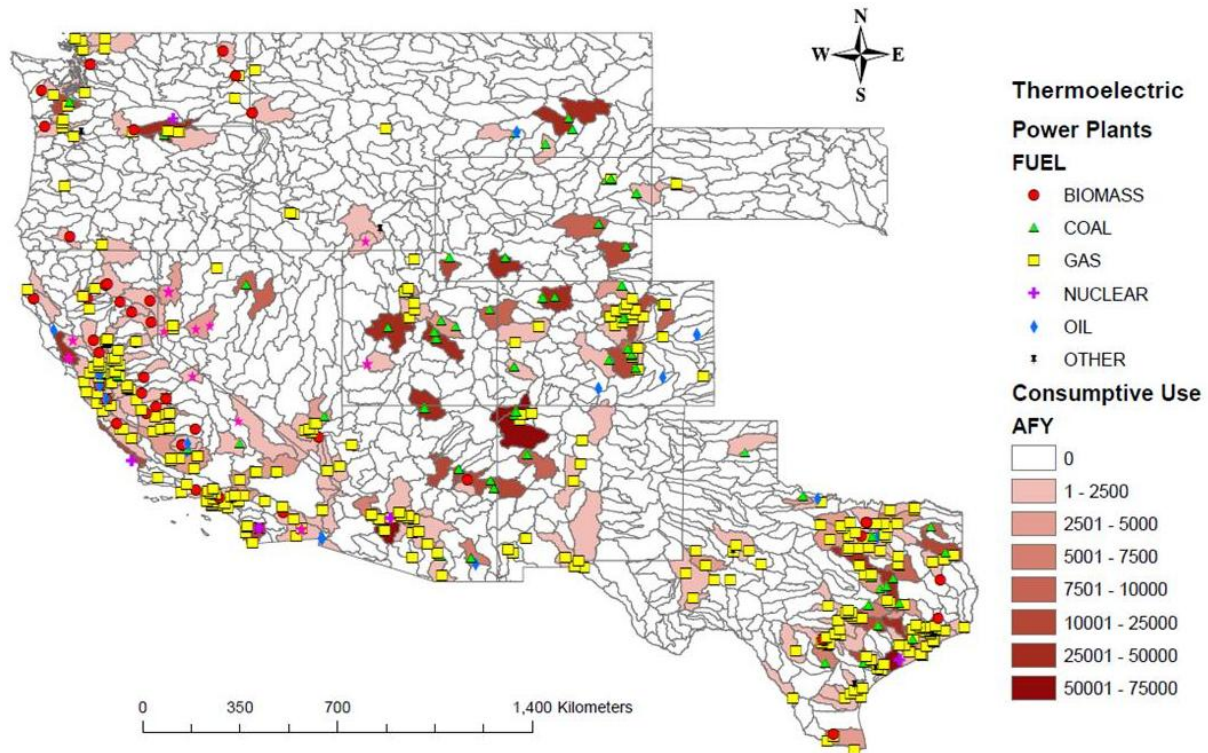 N
W E
S
Thermoelectric
Power Plants
FUEL
BIOMASS
COAL
GAS
NUCLEAR
OIL
OTHER
Consumptive Use
AFY
0
1 - 2500
2501 - 5000
5001 - 7500
7501 - 10000
10001 - 25000
25001 - 50000
50001 - 75000
0 350 700 1,400 Kilometers